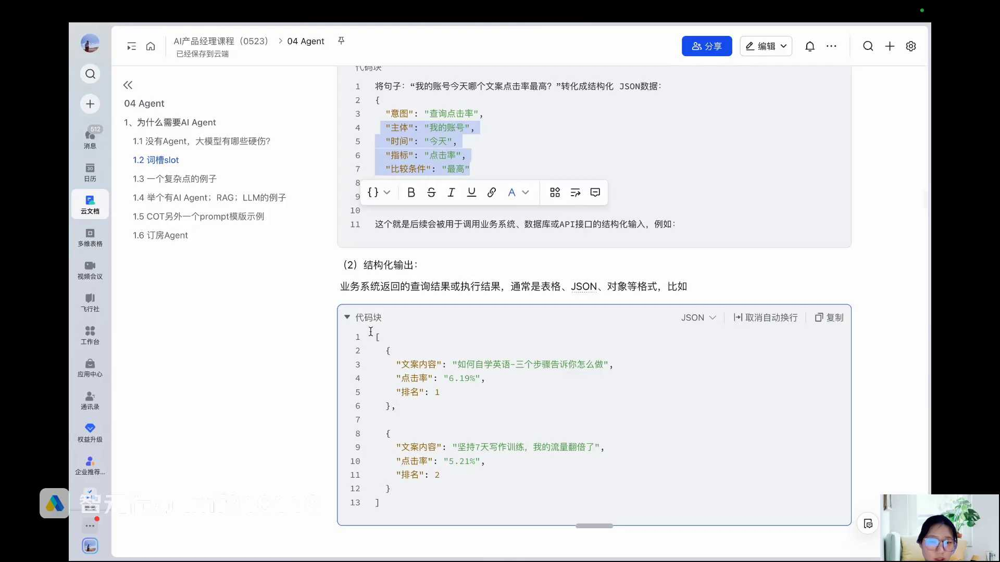 AI产品经理课程（0523） > 04 Agent
已经保存到云端
分享
编辑
512
消息
30
日历
云文档
多维表格
视频会议
飞行社
工作台
应用中心
通讯录
权益升级
企业推荐...
04 Agent
1、为什么需要AI Agent
1.1 没有Agent，大模型有哪些硬伤？
1.2 词槽slot
1.3 一个复杂点的例子
1.4 举个有AI Agent；RAG；LLM的例子
1.5 COT另外一个prompt模版示例
1.6 订房Agent
代码块
1 将句子：“我的账号今天哪个文案点击率最高？”转化成结构化 JSON数据：
2 {
3 "意图": "查询点击率",
4 "主体": "我的账号",
5 "时间": "今天",
6 "指标": "点击率",
7 "比较条件": "最高"
8
9
10
11 这个就是后续会被用于调用业务系统、数据库或API接口的结构化输入，例如：
（2）结构化输出：
业务系统返回的查询结果或执行结果，通常是表格、JSON、对象等格式，比如
代码块
JSON
取消自动换行
复制
1 [
2 {
3 "文案内容": "如何自学英语-三个步骤告诉你怎么做",
4 "点击率": "6.19%",
5 "排名": 1
6 },
7
8 {
9 "文案内容": "坚持7天写作训练，我的流量翻倍了",
10 "点击率": "5.21%",
11 "排名": 2
12 }
13 ]